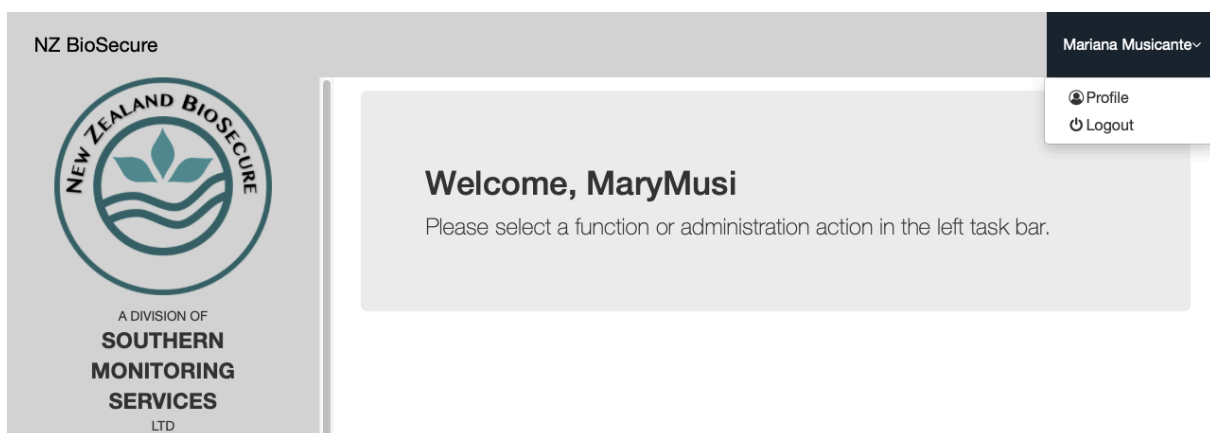 NZ BioSecure
Mariana Musicante
Profile
Logout
NEW ZEALAND BIOSECURE
A DIVISION OF
SOUTHERN
MONITORING
SERVICES
LTD
Welcome, MaryMusi
Please select a function or administration action in the left task bar.